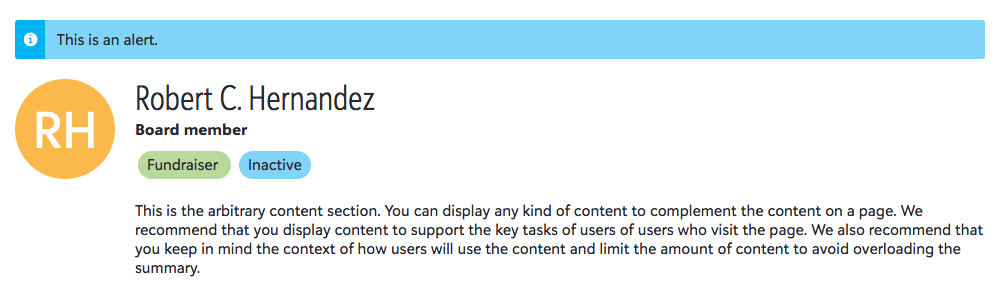 This is an alert.
RH
Robert C. Hernandez
Board member
Fundraiser Inactive
This is the arbitrary content section. You can display any kind of content to complement the content on a page. We
recommend that you display content to support the key tasks of users of users who visit the page. We also recommend that
you keep in mind the context of how users will use the content and limit the amount of content to avoid overloading the
summary.